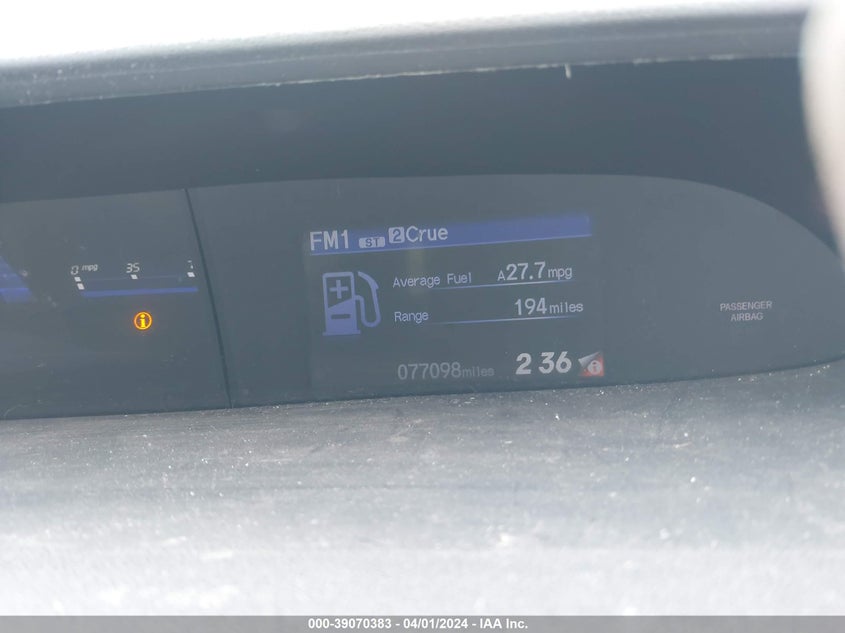 FM1 ST 2 Crue
0 mpg 35
Average Fuel A27.7mpg
Range 194miles
PASSENGER
AIRBAG
077098miles 2 36
000-39070383 - 04/01/2024 - IAA Inc.